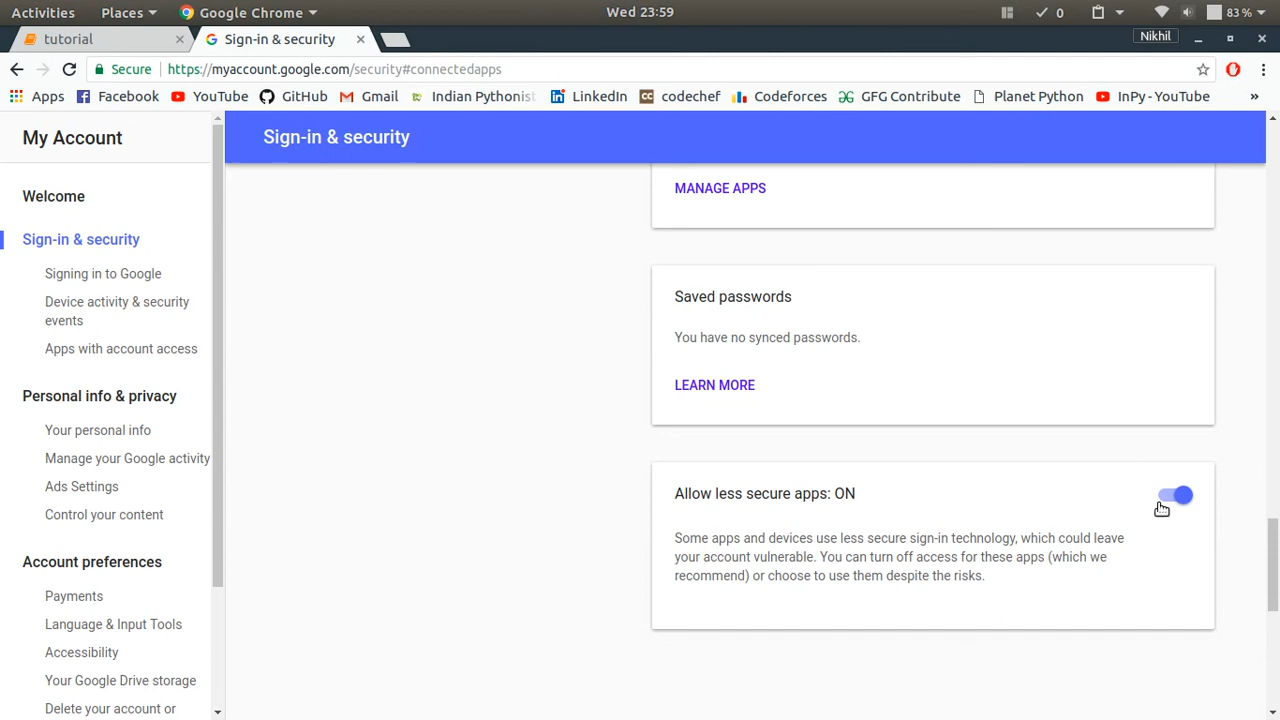 Activities Places Google Chrome Wed 23:59 0 83 %
tutorial Sign-in & security Nikhil
Secure https://myaccount.google.com/security#connectedapps
Apps Facebook YouTube GitHub Gmail Indian Pythonist LinkedIn codechef Codeforces GFG Contribute Planet Python InPy - YouTube »
My Account
Sign-in & security
Welcome
Sign-in & security
Signing in to Google
Device activity & security
events
Apps with account access
Personal info & privacy
Your personal info
Manage your Google activity
Ads Settings
Control your content
Account preferences
Payments
Language & Input Tools
Accessibility
Your Google Drive storage
Delete your account or
MANAGE APPS
Saved passwords
You have no synced passwords.
LEARN MORE
Allow less secure apps: ON
Some apps and devices use less secure sign-in technology, which could leave
your account vulnerable. You can turn off access for these apps (which we
recommend) or choose to use them despite the risks.